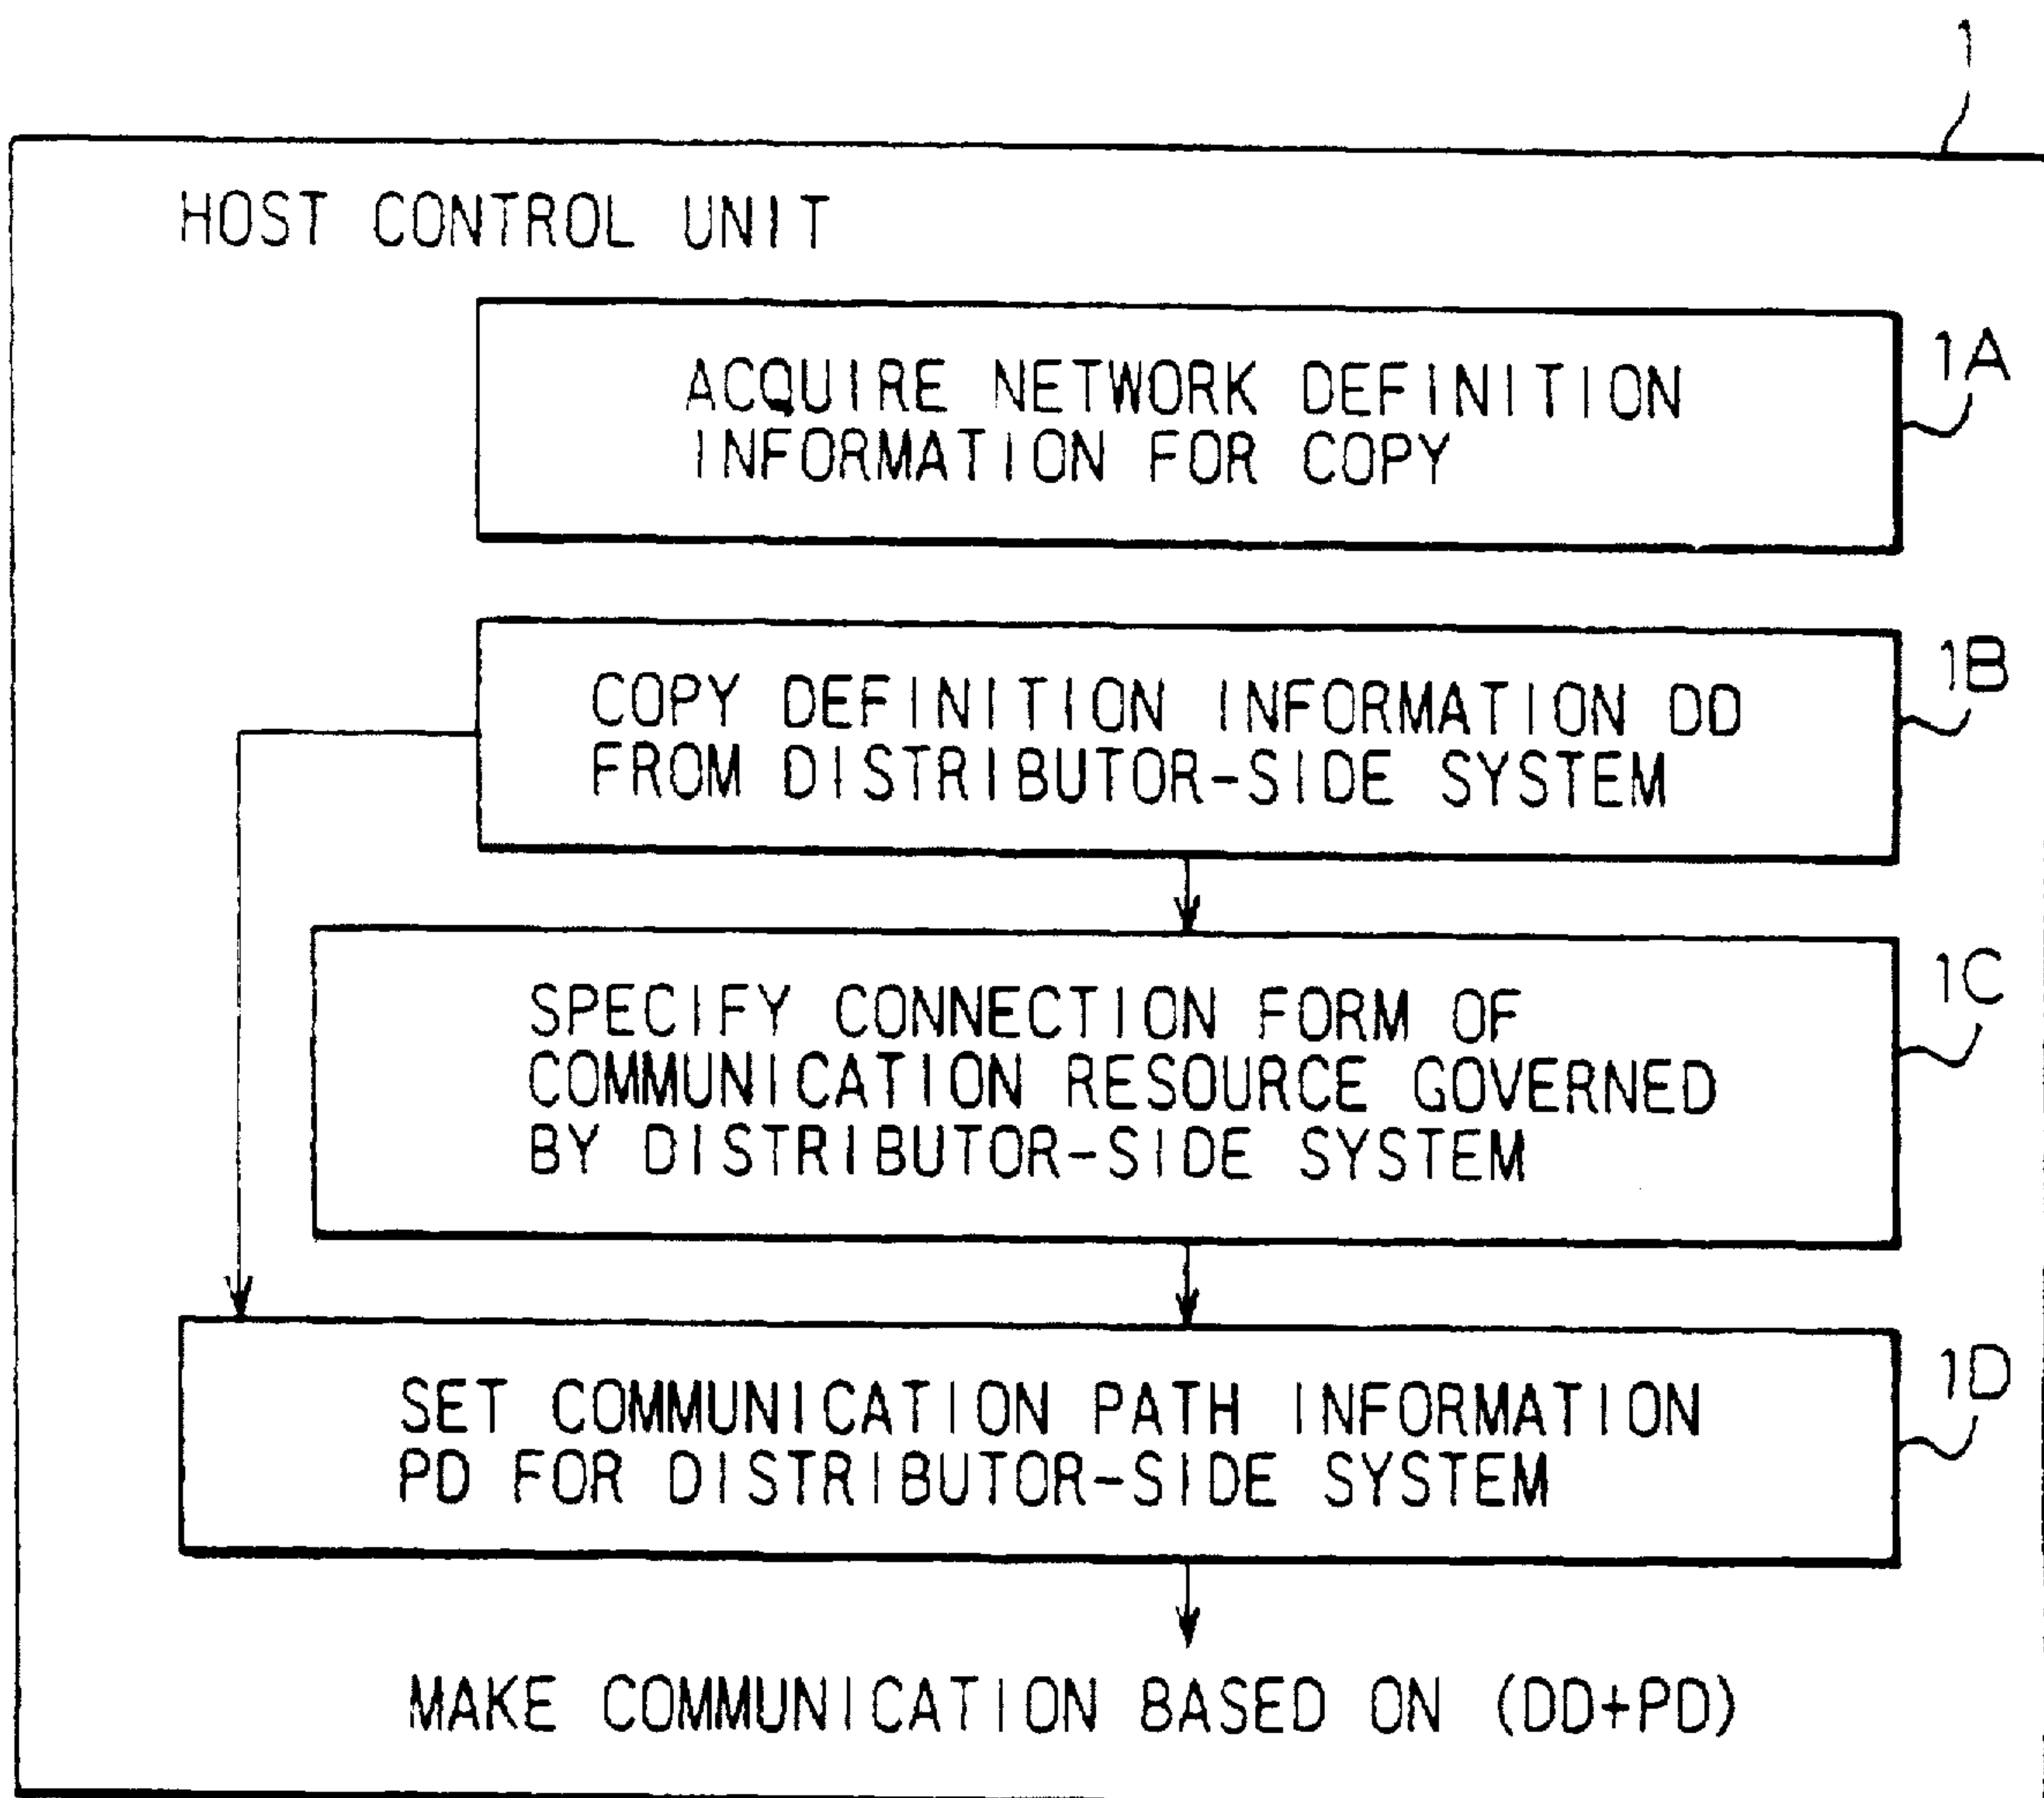 1
HOST CONTROL UNIT
ACQUIRE NETWORK DEFINITION
INFORMATION FOR COPY
1A
COPY DEFINITION INFORMATION DD
FROM DISTRIBUTOR-SIDE SYSTEM
1B
SPECIFY CONNECTION FORM OF
COMMUNICATION RESOURCE GOVERNED
BY DISTRIBUTOR-SIDE SYSTEM
1C
SET COMMUNICATION PATH INFORMATION
PD FOR DISTRIBUTOR-SIDE SYSTEM
1D
MAKE COMMUNICATION BASED ON (DD+PD)